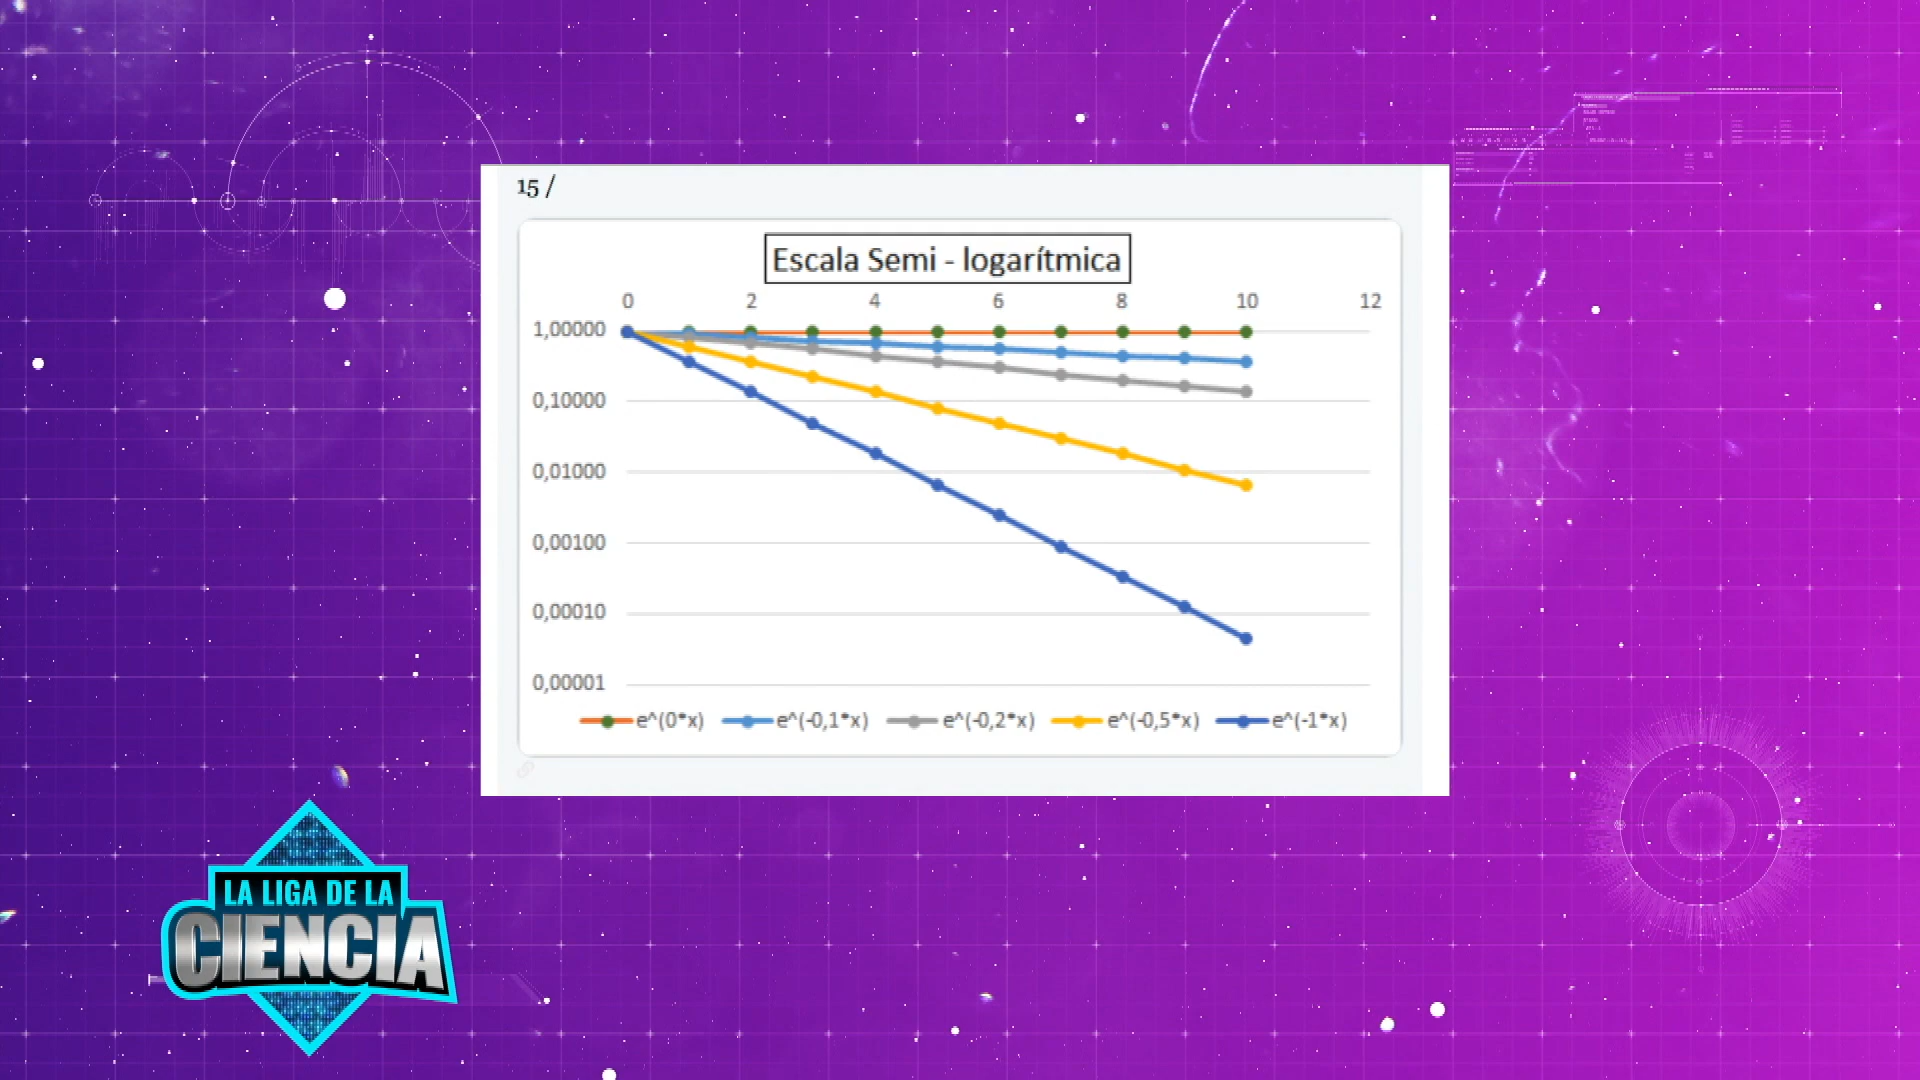 15 /
Escala Semi - logarítmica
0 2 4 6 8 10 12
1,00000
0,10000
0,01000
0,00100
0,00010
0,00001
e^(0*x) e^(-0,1*x) e^(-0,2*x) e^(-0,5*x) e^(-1*x)
LA LIGA DE LA
CIENCIA